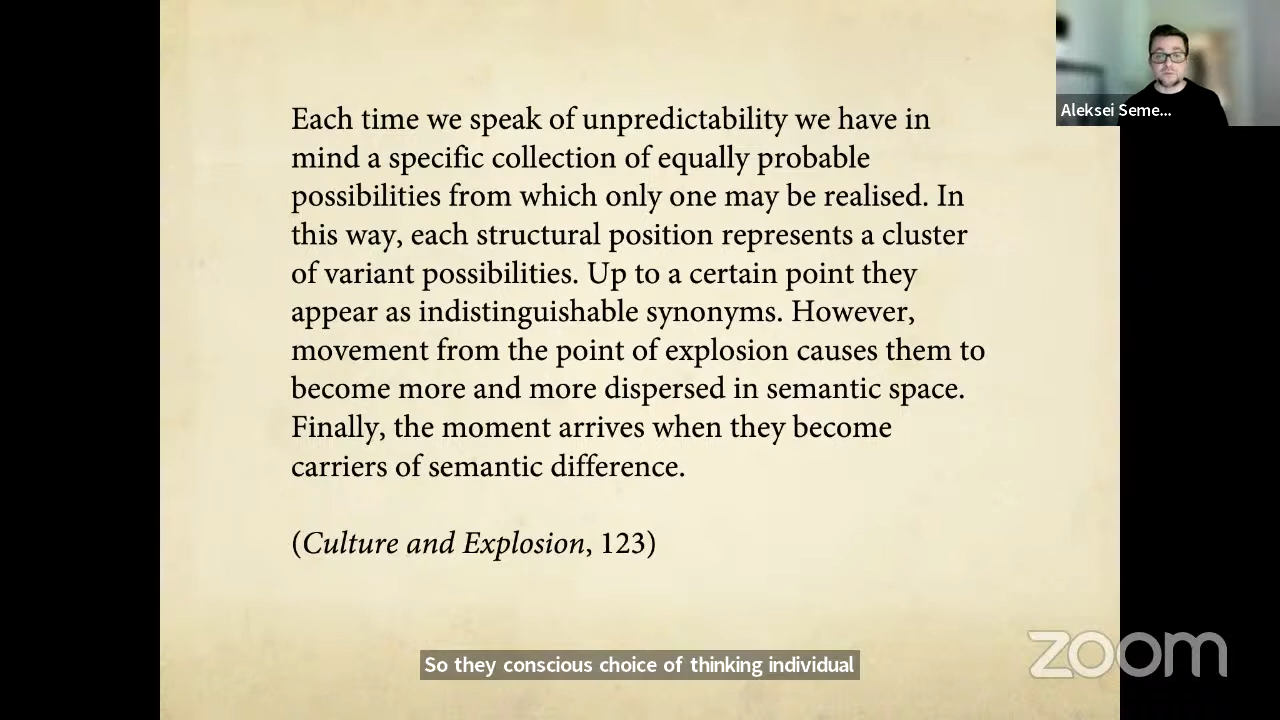 Each time we speak of unpredictability we have in
mind a specific collection of equally probable
possibilities from which only one may be realised. In
this way, each structural position represents a cluster
of variant possibilities. Up to a certain point they
appear as indistinguishable synonyms. However,
movement from the point of explosion causes them to
become more and more dispersed in semantic space.
Finally, the moment arrives when they become
carriers of semantic difference.
(Culture and Explosion, 123)
Aleksei Seme...
So they conscious choice of thinking individual
zoom